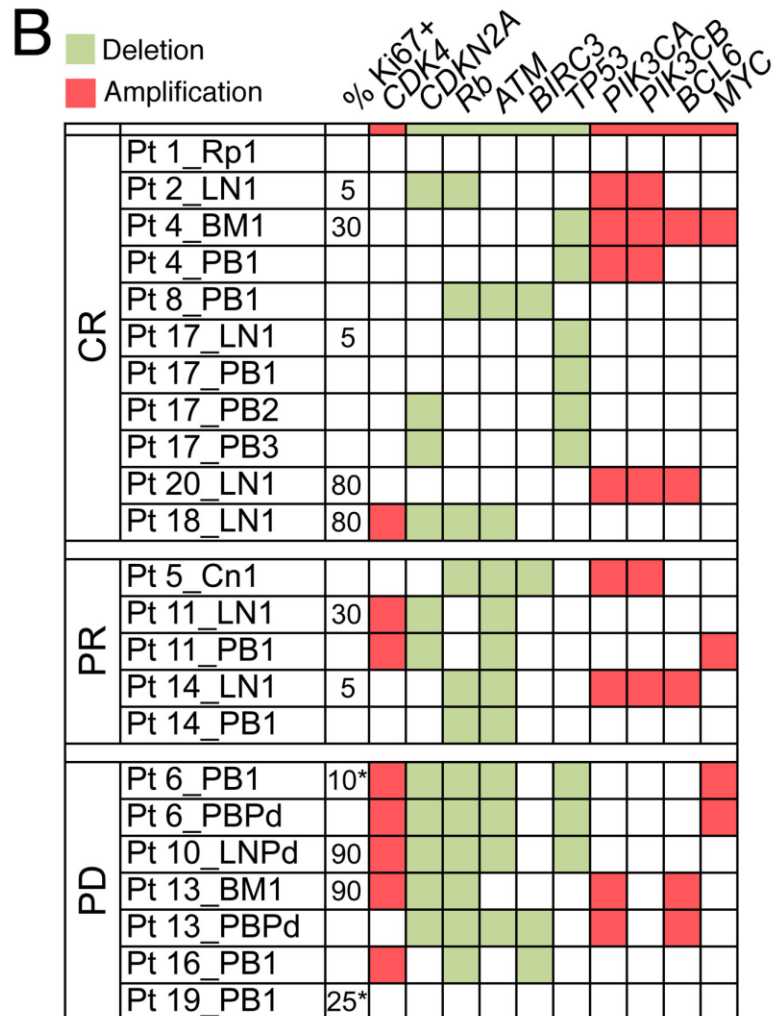 B
Deletion
Amplification
% Ki67+
CDK4
CDKN2A
Rb
ATM
BIRC3
TP53
PIK3CA
PIK3CB
BCL6
MYC
CR
Pt 1_Rp1
Pt 2_LN1 5
Pt 4_BM1 30
Pt 4_PB1
Pt 8_PB1
Pt 17_LN1 5
Pt 17_PB1
Pt 17_PB2
Pt 17_PB3
Pt 20_LN1 80
Pt 18_LN1 80
PR
Pt 5_Cn1
Pt 11_LN1 30
Pt 11_PB1
Pt 14_LN1 5
Pt 14_PB1
PD
Pt 6_PB1 10*
Pt 6_PBPd
Pt 10_LNPd 90
Pt 13_BM1 90
Pt 13_PBPd
Pt 16_PB1
Pt 19_PB1 25*